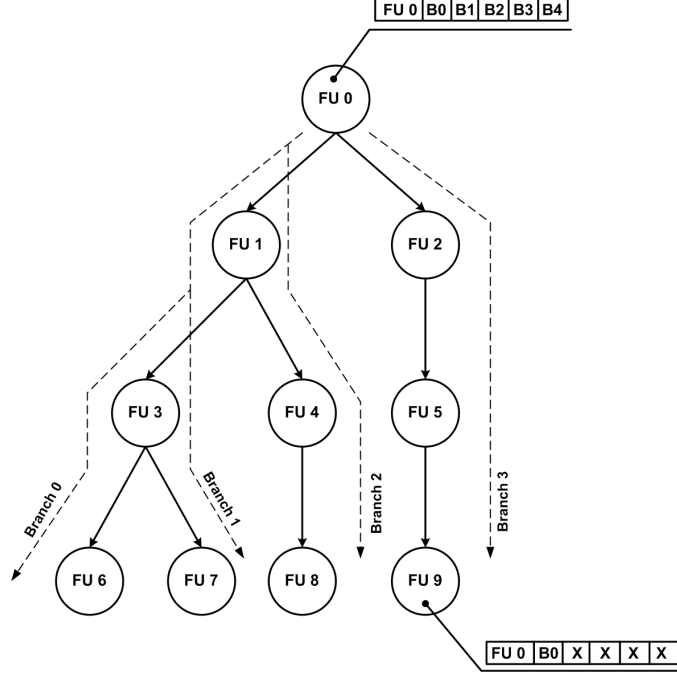 FU 0 B0 B1 B2 B3 B4
FU 0
FU 1
FU 2
FU 3
FU 4
FU 5
Branch 0
Branch 1
Branch 2
Branch 3
FU 6
FU 7
FU 8
FU 9
FU 0 B0 X X X X